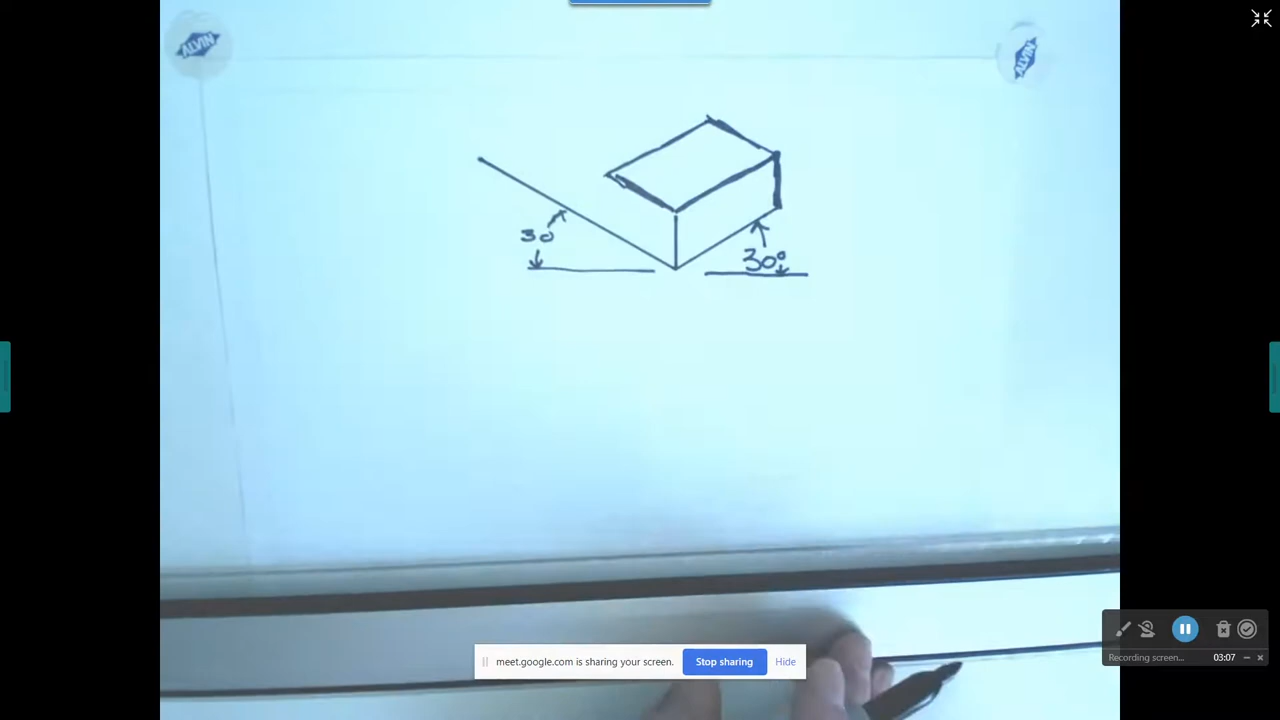 ALVIN
ALVIN
30
30°
meet.google.com is sharing your screen.
Stop sharing
Hide
Recording screen...
03:07